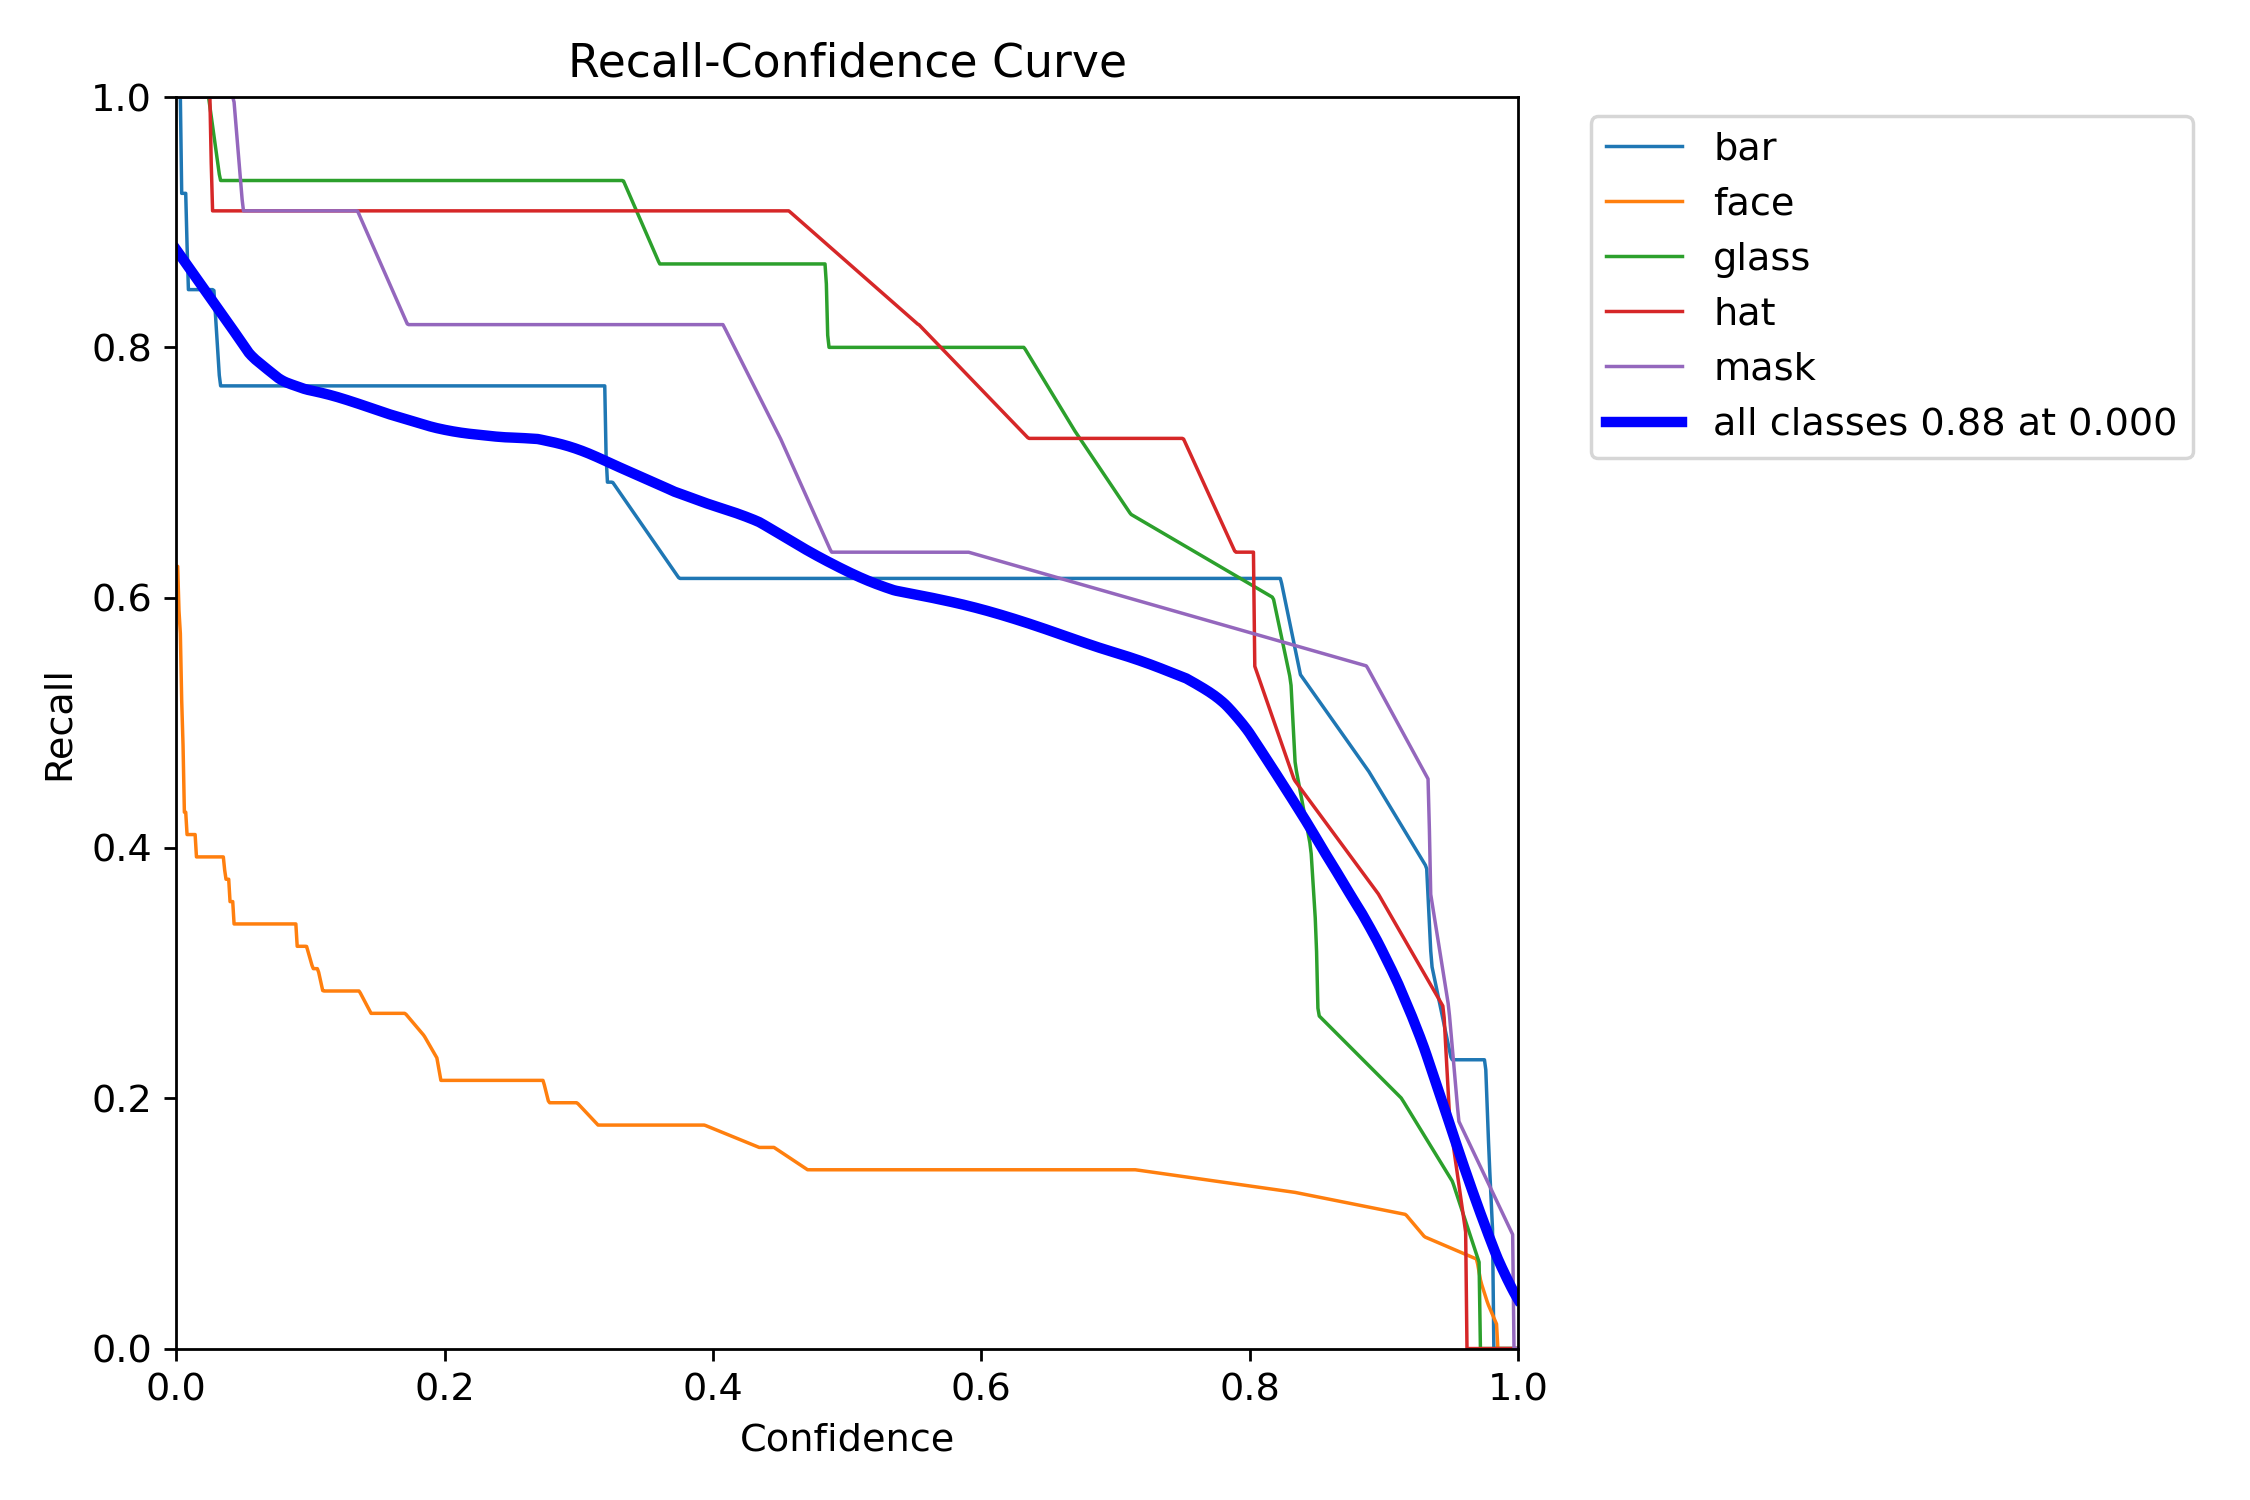 Recall-Confidence Curve
1.0
0.8
0.6
0.4
0.2
0.0
Recall
0.0 0.2 0.4 0.6 0.8 1.0
Confidence
bar
face
glass
hat
mask
all classes 0.88 at 0.000